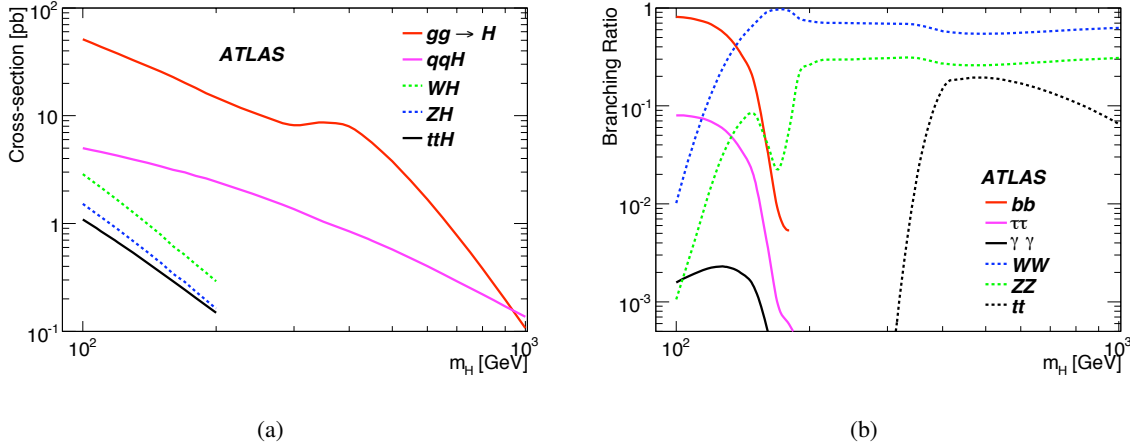 Cross-section [pb]
10²
10
1
10⁻¹
10²
10³
m_H [GeV]
ATLAS
gg → H
qqH
WH
ZH
ttH
(a)
Branching Ratio
1
10⁻¹
10⁻²
10⁻³
10²
10³
m_H [GeV]
ATLAS
bb
ττ
γ γ
WW
ZZ
tt
(b)